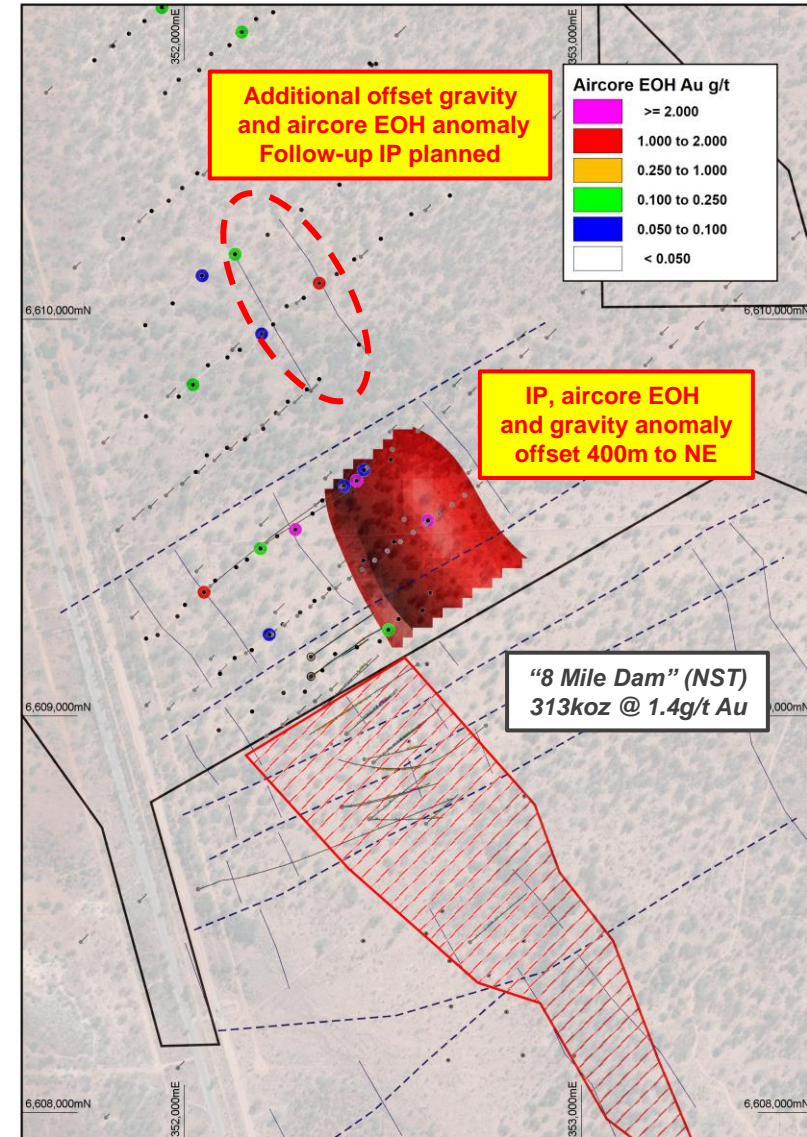 352,000mE
353,000mE
Additional offset gravity
and aircore EOH anomaly
Follow-up IP planned
Aircore EOH Au g/t
>= 2.000
1.000 to 2.000
0.250 to 1.000
0.100 to 0.250
0.050 to 0.100
< 0.050
6,610,000mN
6,610,000mN
IP, aircore EOH
and gravity anomaly
offset 400m to NE
“8 Mile Dam” (NST)
313koz @ 1.4g/t Au
6,609,000mN
0,000mN
6,608,000mN
6,608,000mN
352,000mE
353,000mE